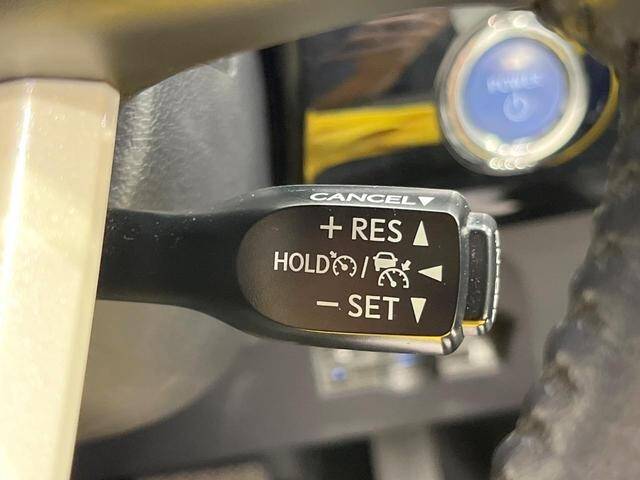 POWER
CANCEL▼
+ RES ▲
HOLD / ◄
− SET ▼